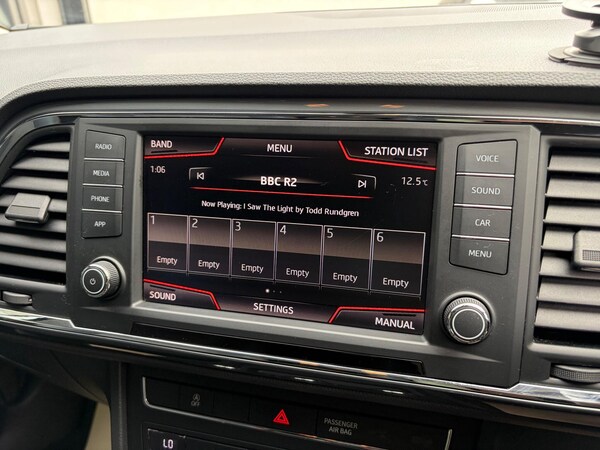 RADIO
MEDIA
PHONE
APP
BAND
MENU
STATION LIST
1:06
BBC R2
12.5°C
Now Playing: I Saw The Light by Todd Rundgren
1 2 3 4 5 6
Empty Empty Empty Empty Empty Empty
SOUND
SETTINGS
MANUAL
VOICE
SOUND
CAR
MENU
OFF
PASSENGER
AIR BAG
LO